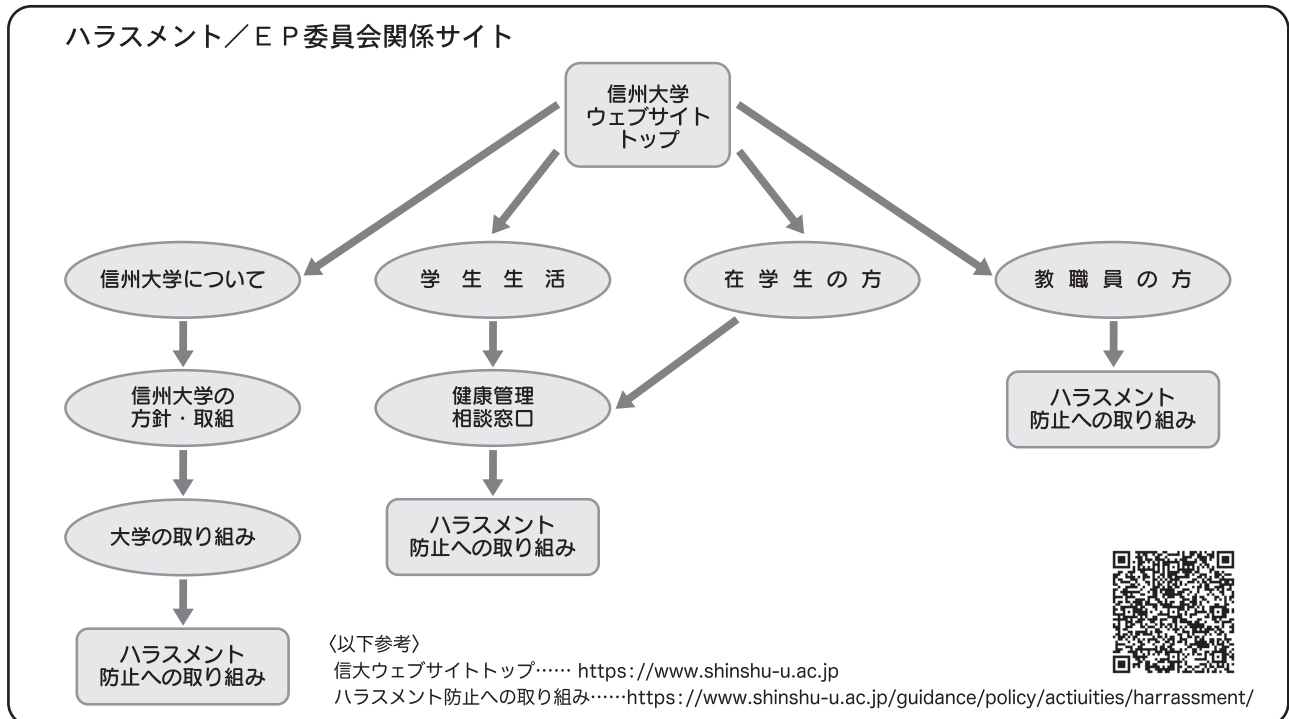 ハラスメント／ＥＰ委員会関係サイト
信州大学
ウェブサイト
トップ
信州大学について
学生生活
在学生の方
教職員の方
信州大学の
方針・取組
健康管理
相談窓口
ハラスメント
防止への取り組み
大学の取り組み
ハラスメント
防止への取り組み
ハラスメント
防止への取り組み
〈以下参考〉
信大ウェブサイトトップ…… https://www.shinshu-u.ac.jp
ハラスメント防止への取り組み……https://www.shinshu-u.ac.jp/guidance/policy/actiuities/harrassment/